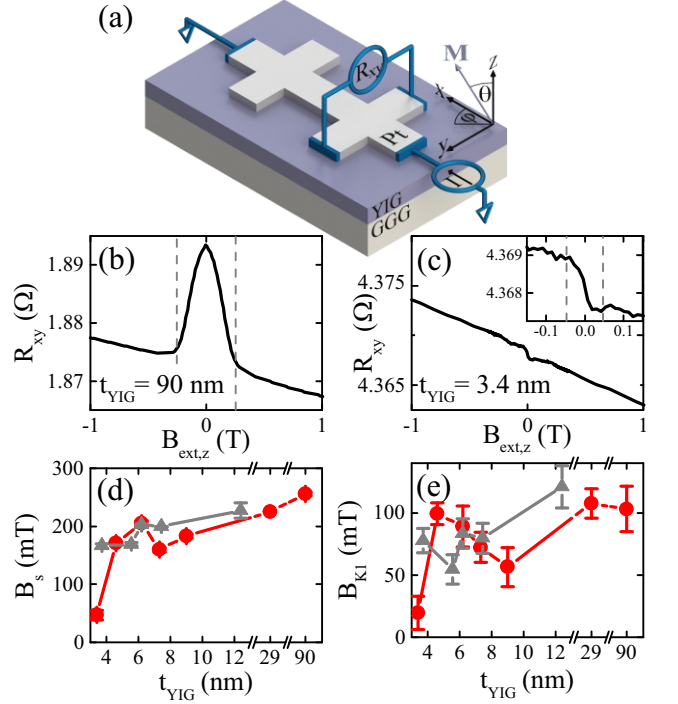 (a)
R_xy
M
z
θ
x
φ
y
Pt
I
YIG
GGG
(b)
1.89
1.88
1.87
R_xy (Ω)
t_YIG = 90 nm
-1 0 1
B_ext,z (T)
(c)
4.375
4.365
R_xy (Ω)
4.369
4.368
-0.1 0.0 0.1
t_YIG = 3.4 nm
-1 0 1
B_ext,z (T)
(d)
300
200
100
0
B_s (mT)
4 6 8 10 12 29 90
t_YIG (nm)
(e)
100
50
0
B_K1 (mT)
4 6 8 10 12 29 90
t_YIG (nm)